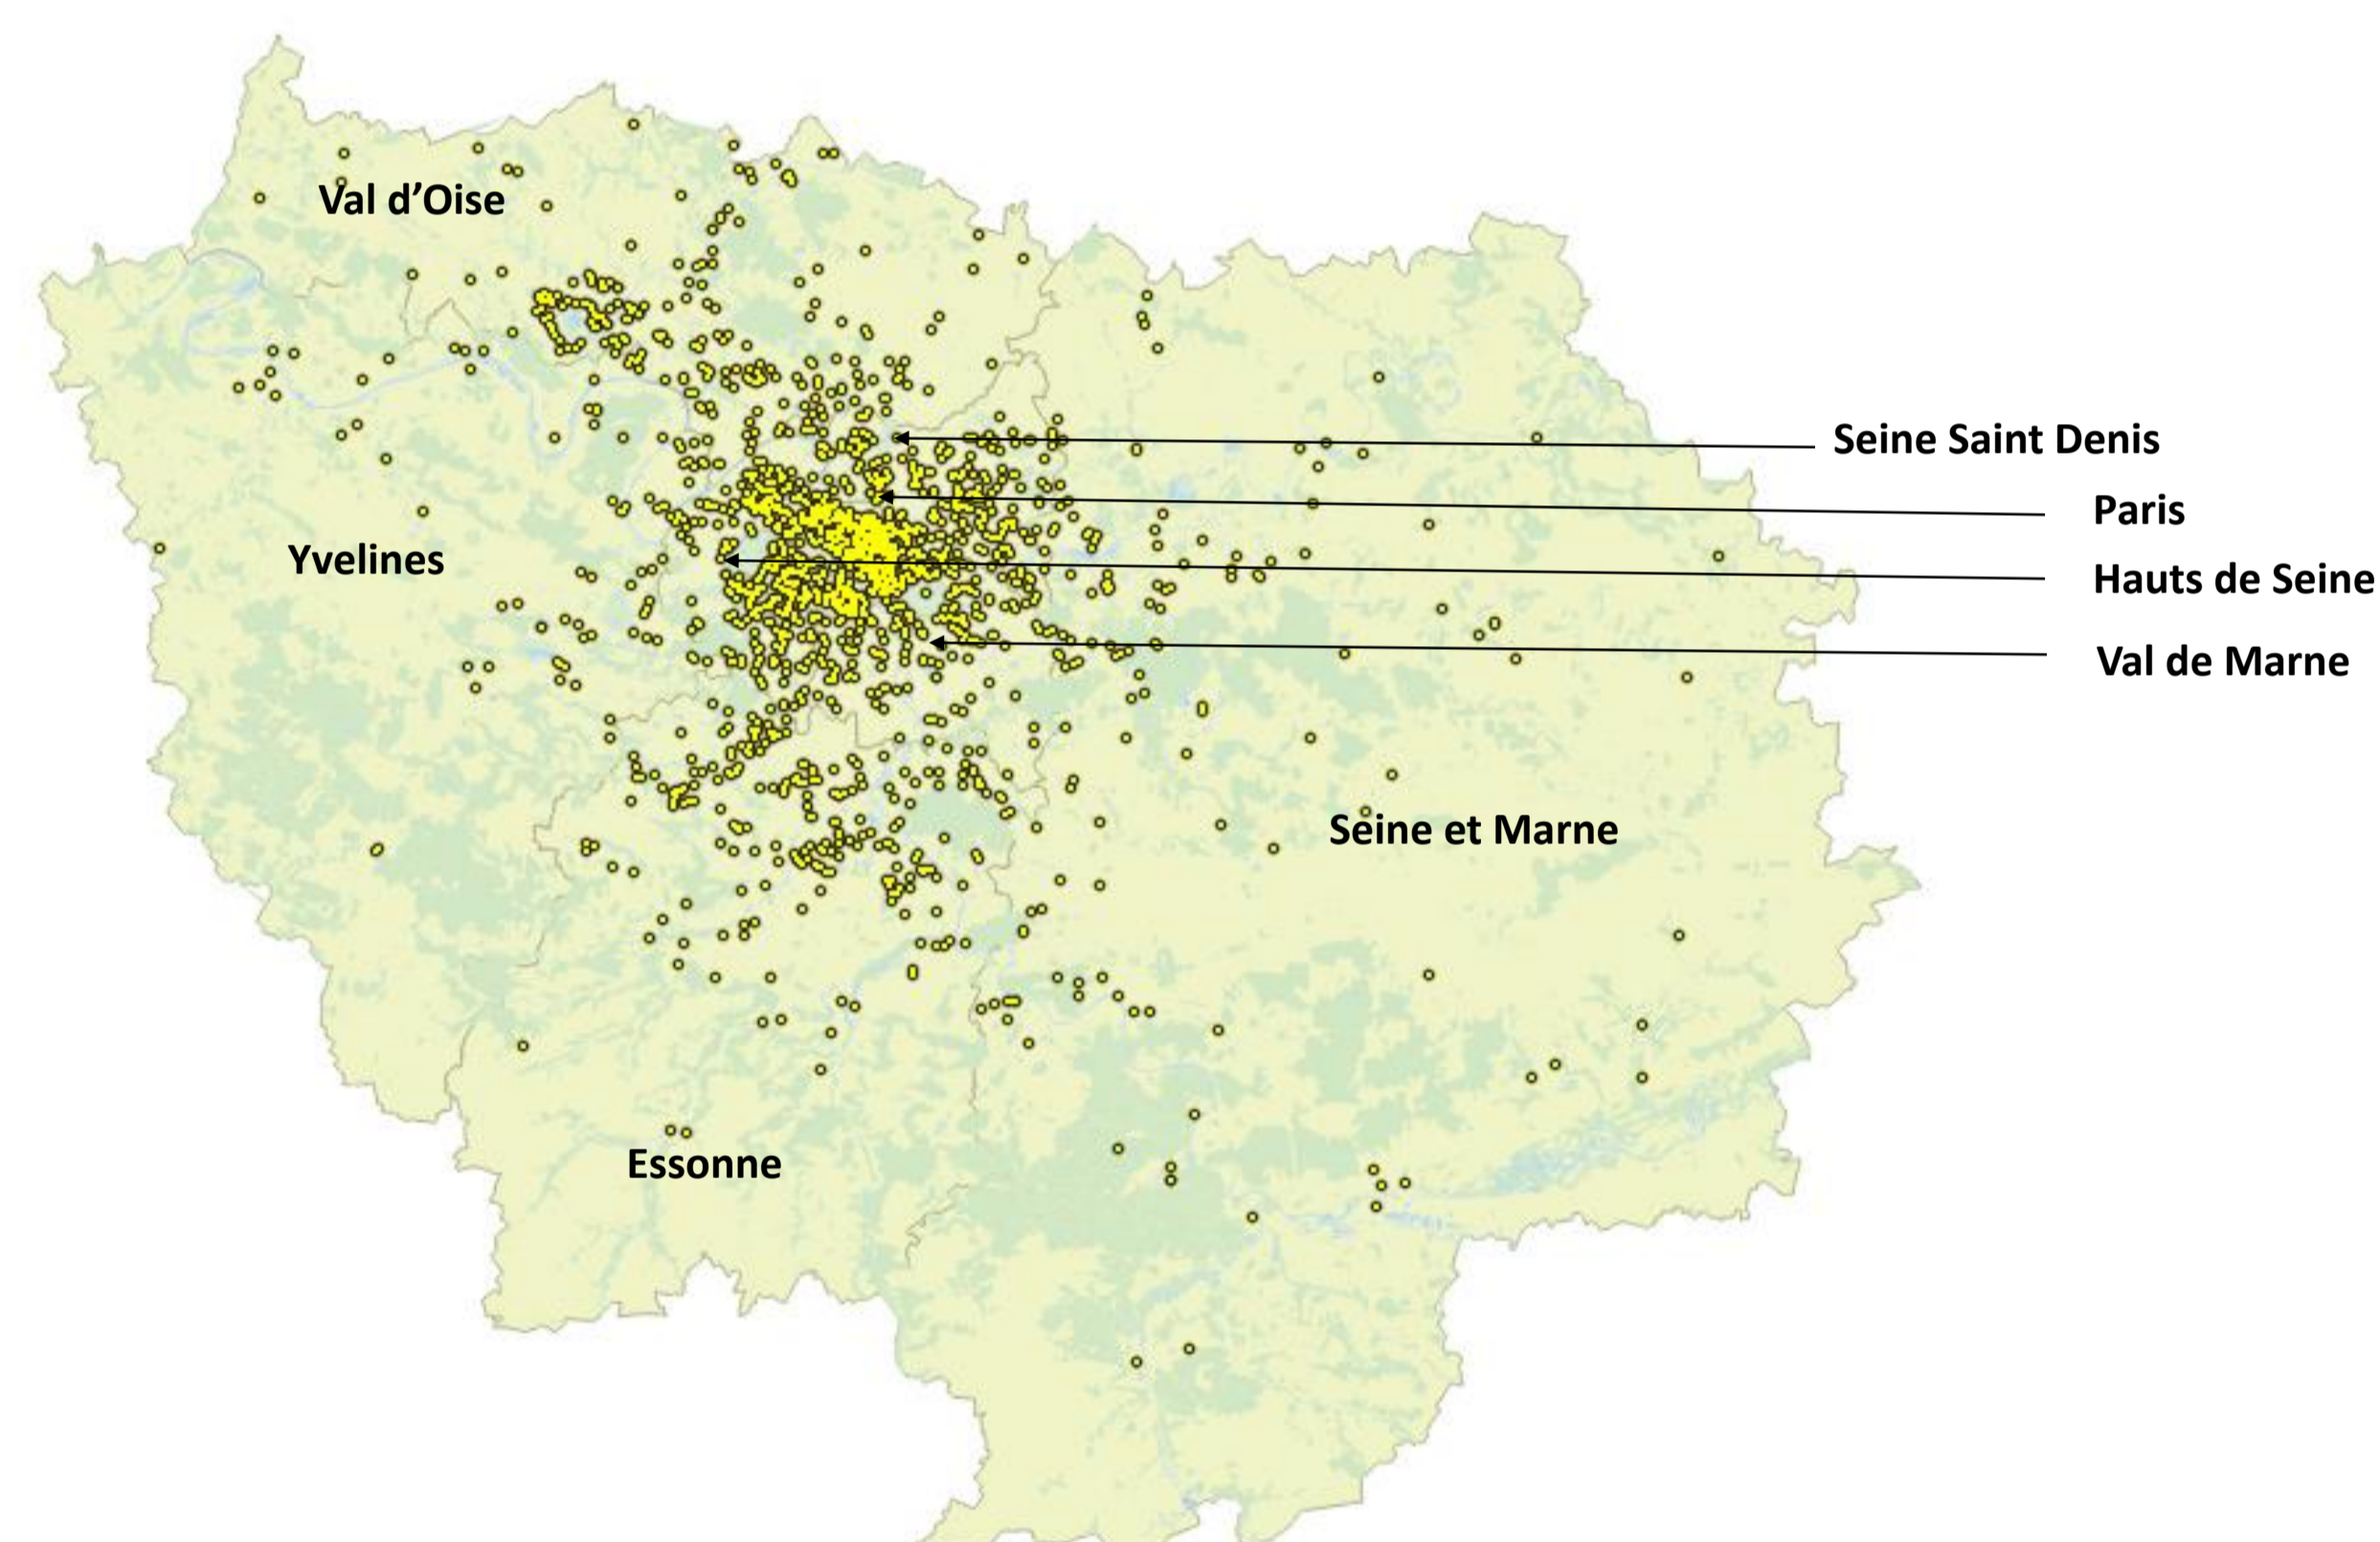 Val d’Oise
Seine Saint Denis
Paris
Yvelines
Hauts de Seine
Val de Marne
Seine et Marne
Essonne